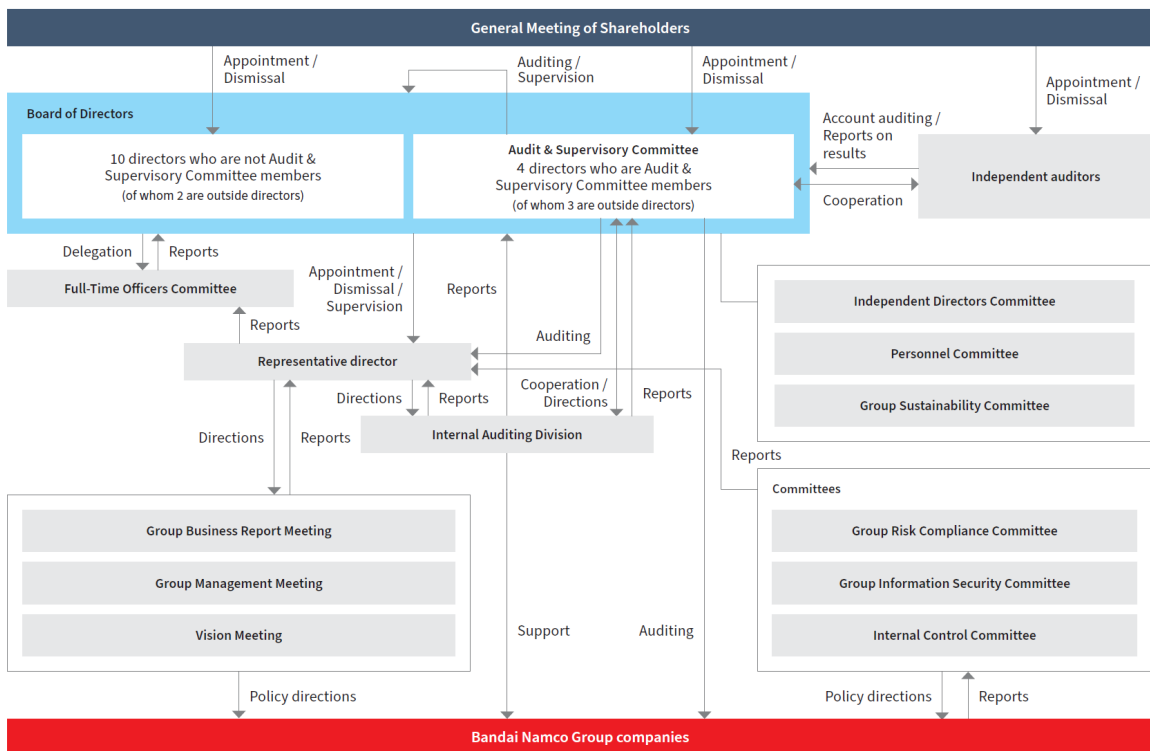 General Meeting of Shareholders
Appointment /
Dismissal
Auditing /
Supervision
Appointment /
Dismissal
Appointment /
Dismissal
Board of Directors
10 directors who are not Audit &
Supervisory Committee members
(of whom 2 are outside directors)
Audit & Supervisory Committee
4 directors who are Audit &
Supervisory Committee members
(of whom 3 are outside directors)
Account auditing /
Reports on
results
Cooperation
Independent auditors
Delegation
Reports
Full-Time Officers Committee
Appointment /
Dismissal /
Supervision
Reports
Independent Directors Committee
Personnel Committee
Group Sustainability Committee
Reports
Auditing
Representative director
Directions
Reports
Cooperation /
Directions
Reports
Internal Auditing Division
Directions
Reports
Reports
Group Business Report Meeting
Group Management Meeting
Vision Meeting
Committees
Group Risk Compliance Committee
Group Information Security Committee
Internal Control Committee
Support
Auditing
Policy directions
Policy directions
Reports
Bandai Namco Group companies